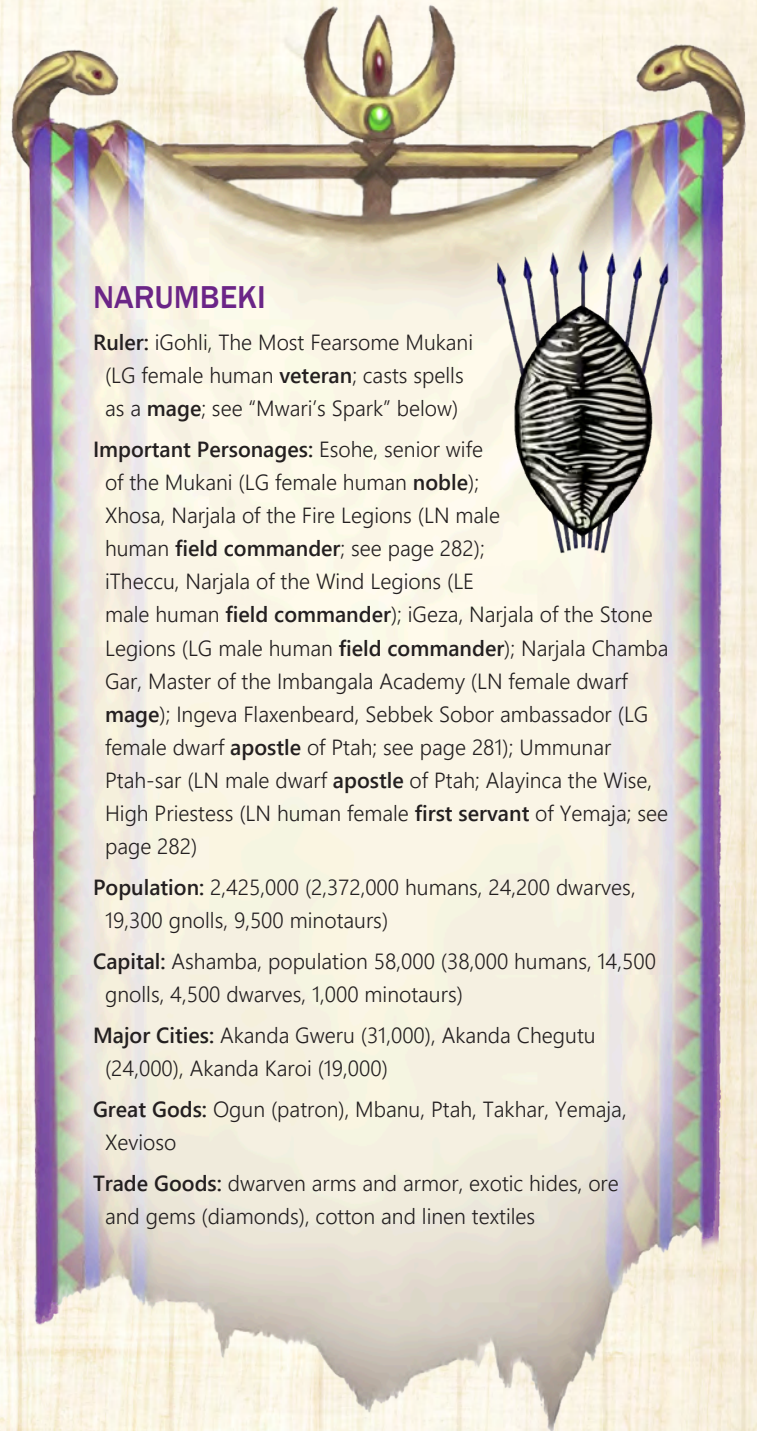 NARUMBEKI
Ruler: iGohli, The Most Fearsome Mukani
(LG female human veteran; casts spells
as a mage; see “Mwari’s Spark” below)
Important Personages: Esohe, senior wife
of the Mukani (LG female human noble);
Xhosa, Narjala of the Fire Legions (LN male
human field commander; see page 282);
iTheccu, Narjala of the Wind Legions (LE
male human field commander); iGeza, Narjala of the Stone
Legions (LG male human field commander); Narjala Chamba
Gar, Master of the Imbangala Academy (LN female dwarf
mage); Ingeva Flaxenbeard, Sebbek Sobor ambassador (LG
female dwarf apostle of Ptah; see page 281); Ummunar
Ptah-sar (LN male dwarf apostle of Ptah; Alayinca the Wise,
High Priestess (LN human female first servant of Yemaja; see
page 282)
Population: 2,425,000 (2,372,000 humans, 24,200 dwarves,
19,300 gnolls, 9,500 minotaurs)
Capital: Ashamba, population 58,000 (38,000 humans, 14,500
gnolls, 4,500 dwarves, 1,000 minotaurs)
Major Cities: Akanda Gweru (31,000), Akanda Chegutu
(24,000), Akanda Karoi (19,000)
Great Gods: Ogun (patron), Mbanu, Ptah, Takhar, Yemaja,
Xevioso
Trade Goods: dwarven arms and armor, exotic hides, ore
and gems (diamonds), cotton and linen textiles